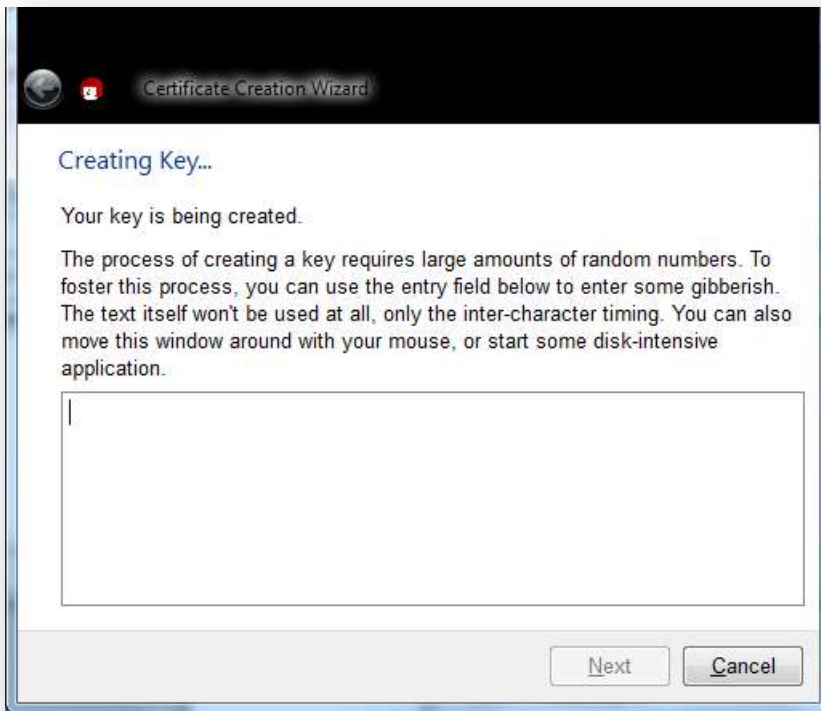 Certificate Creation Wizard
Creating Key...
Your key is being created.
The process of creating a key requires large amounts of random numbers. To
foster this process, you can use the entry field below to enter some gibberish.
The text itself won't be used at all, only the inter-character timing. You can also
move this window around with your mouse, or start some disk-intensive
application.
Next
Cancel